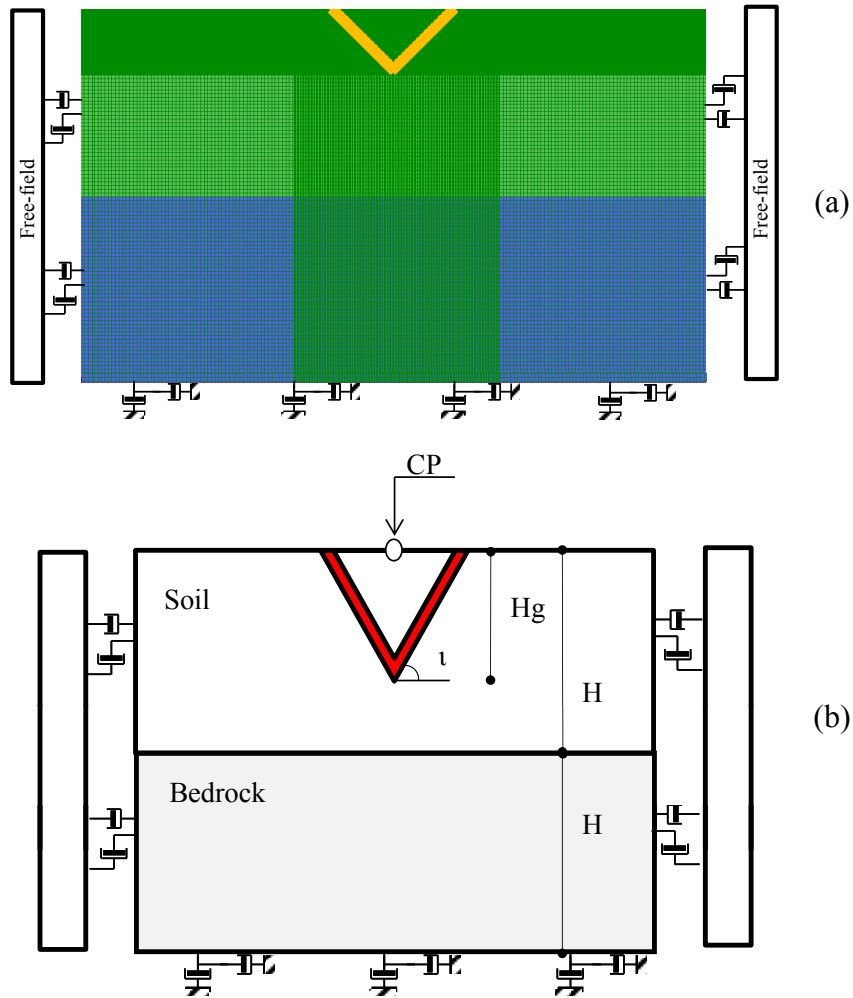 Free-field
Free-field
(a)
CP
Soil
Hg
ι
H
(b)
Bedrock
H